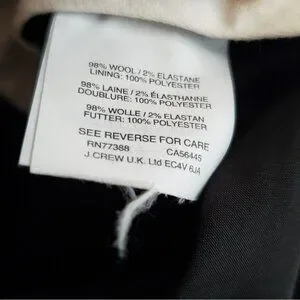 98% WOOL / 2% ELASTANE
LINING: 100% POLYESTER
98% LAINE / 2% ÉLASTHANNE
DOUBLURE: 100% POLYESTER
98% WOLLE / 2% ELASTAN
FUTTER: 100% POLYESTER
SEE REVERSE FOR CARE
RN77388 CA56445
J.CREW U.K. Ltd EC4V 6JA